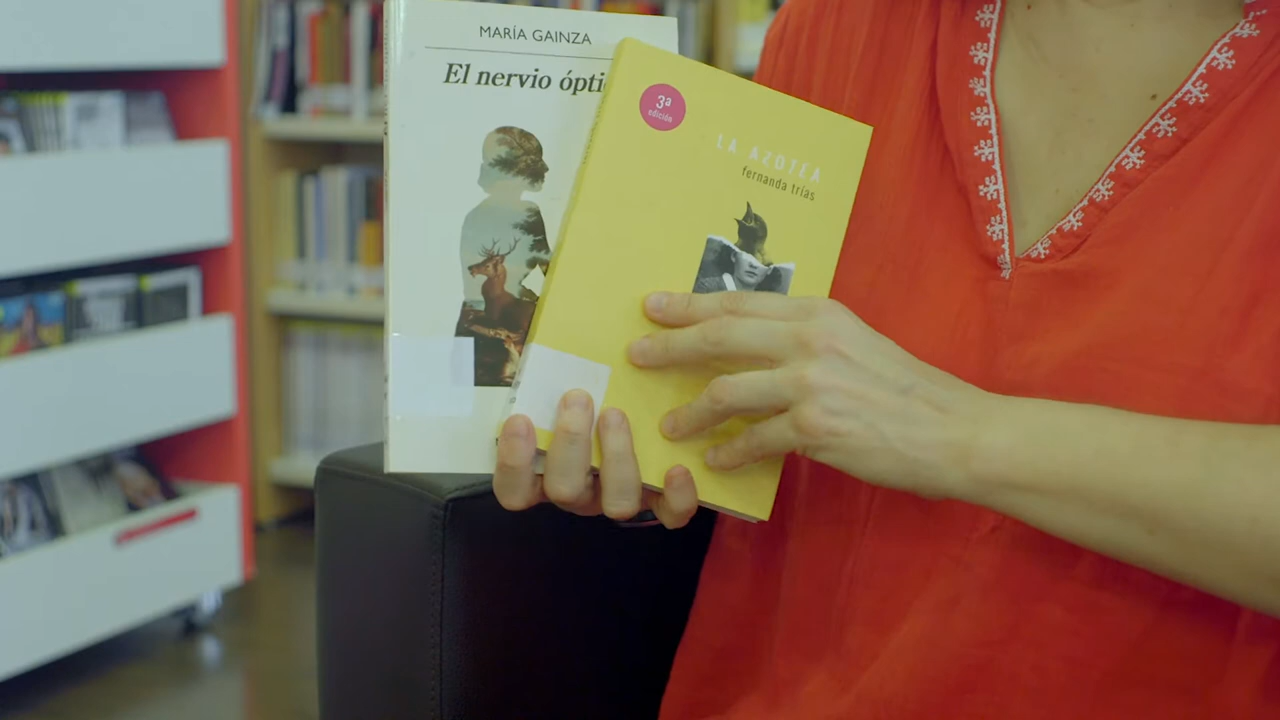 MARÍA GAINZA
El nervio ópti
3ª
edición
LA AZOTEA
fernanda trías